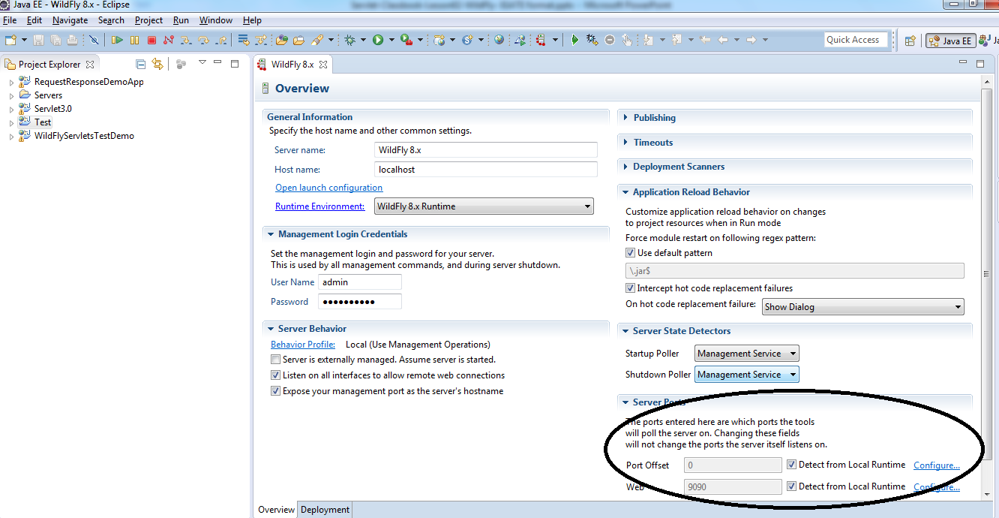 Java EE - WildFly 8.x - Eclipse
File Edit Navigate Search Project Run Window Help
Quick Access
Java EE
Ja
Project Explorer
RequestResponseDemoApp
Servers
Servlet3.0
Test
WildFlyServletsTestDemo
WildFly 8.x
Overview
General Information
Specify the host name and other common settings.
Server name: WildFly 8.x
Host name: localhost
Open launch configuration
Runtime Environment: WildFly 8.x Runtime
Management Login Credentials
Set the management login and password for your server.
This is used by all management commands, and during server shutdown.
User Name admin
Password ●●●●●●●●●●
Server Behavior
Behavior Profile: Local (Use Management Operations)
Server is externally managed. Assume server is started.
Listen on all interfaces to allow remote web connections
Expose your management port as the server's hostname
Publishing
Timeouts
Deployment Scanners
Application Reload Behavior
Customize application reload behavior on changes
to project resources when in Run mode
Force module restart on following regex pattern:
Use default pattern
\.jar$
Intercept hot code replacement failures
On hot code replacement failure: Show Dialog
Server State Detectors
Startup Poller Management Service
Shutdown Poller Management Service
Server Ports
The ports entered here are which ports the tools
will poll the server on. Changing these fields
will not change the ports the server itself listens on.
Port Offset 0 Detect from Local Runtime Configure...
Web 9090 Detect from Local Runtime Configure...
Overview Deployment